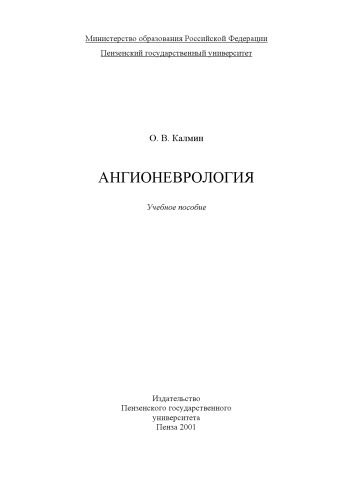 Министерство образования Российской Федерации
Пензенский государственный университет
О. В. Калмин
АНГИОНЕВРОЛОГИЯ
Учебное пособие
Издательство
Пензенского государственного
университета
Пенза 2001